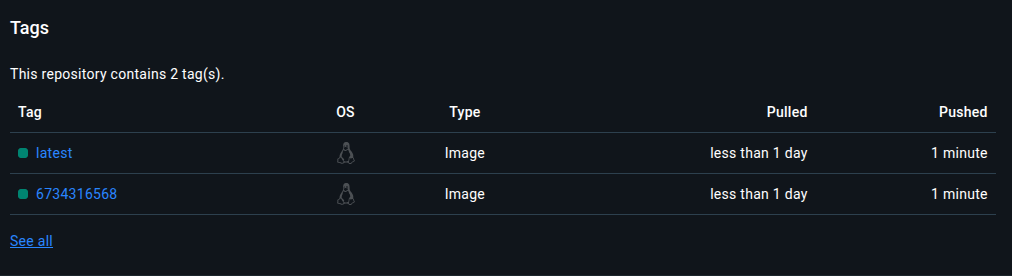 Tags
This repository contains 2 tag(s).
Tag OS Type Pulled Pushed
latest Image less than 1 day 1 minute
6734316568 Image less than 1 day 1 minute
See all